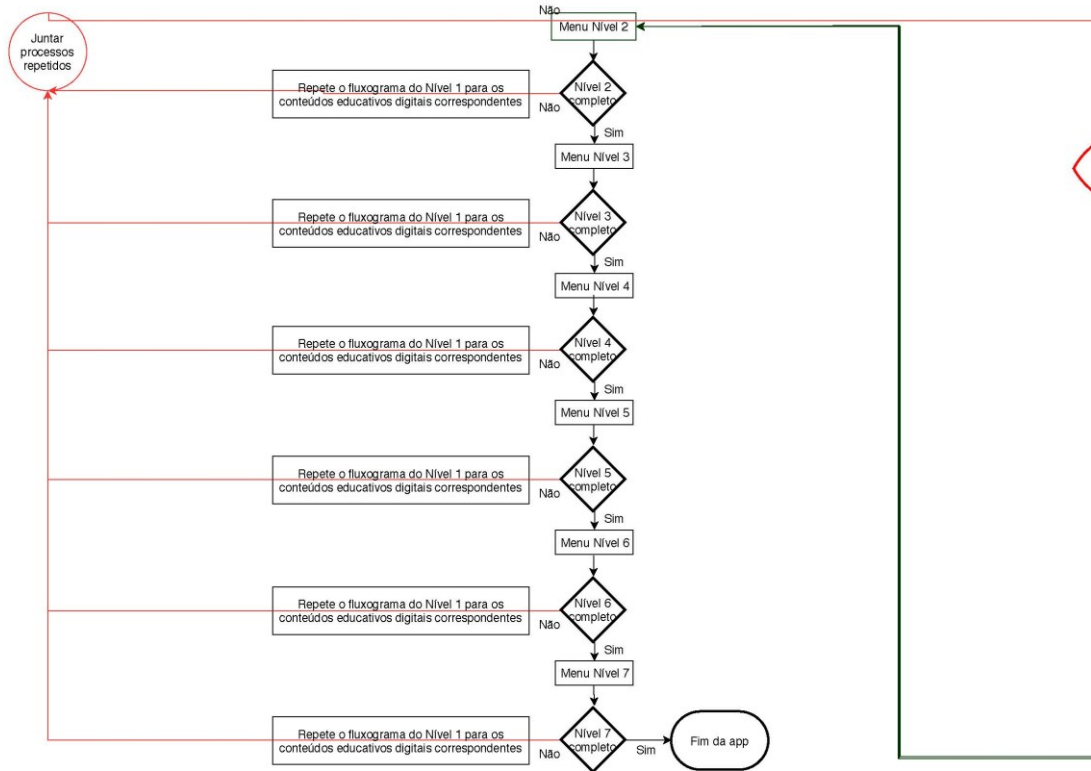 Não
Menu Nível 2
Juntar
processos
repetidos
Repete o fluxograma do Nível 1 para os
conteúdos educativos digitais correspondentes
Não
Nível 2
completo
Sim
Menu Nível 3
Repete o fluxograma do Nível 1 para os
conteúdos educativos digitais correspondentes
Não
Nível 3
completo
Sim
Menu Nível 4
Repete o fluxograma do Nível 1 para os
conteúdos educativos digitais correspondentes
Não
Nível 4
completo
Sim
Menu Nível 5
Repete o fluxograma do Nível 1 para os
conteúdos educativos digitais correspondentes
Não
Nível 5
completo
Sim
Menu Nível 6
Repete o fluxograma do Nível 1 para os
conteúdos educativos digitais correspondentes
Não
Nível 6
completo
Sim
Menu Nível 7
Repete o fluxograma do Nível 1 para os
conteúdos educativos digitais correspondentes
Não
Nível 7
completo
Sim
Fim da app